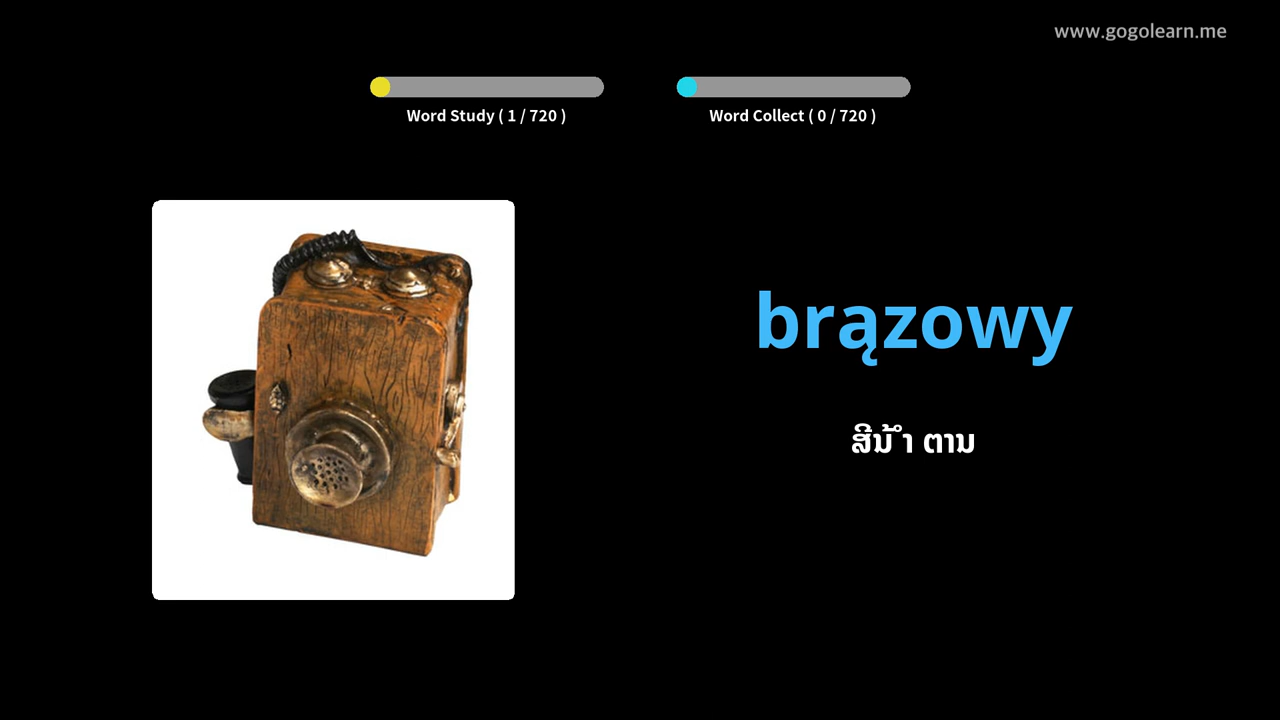 www.gogolearn.me
Word Study ( 1 / 720 )
Word Collect ( 0 / 720 )
brązowy
ສີນ້ ຳ ຕານ